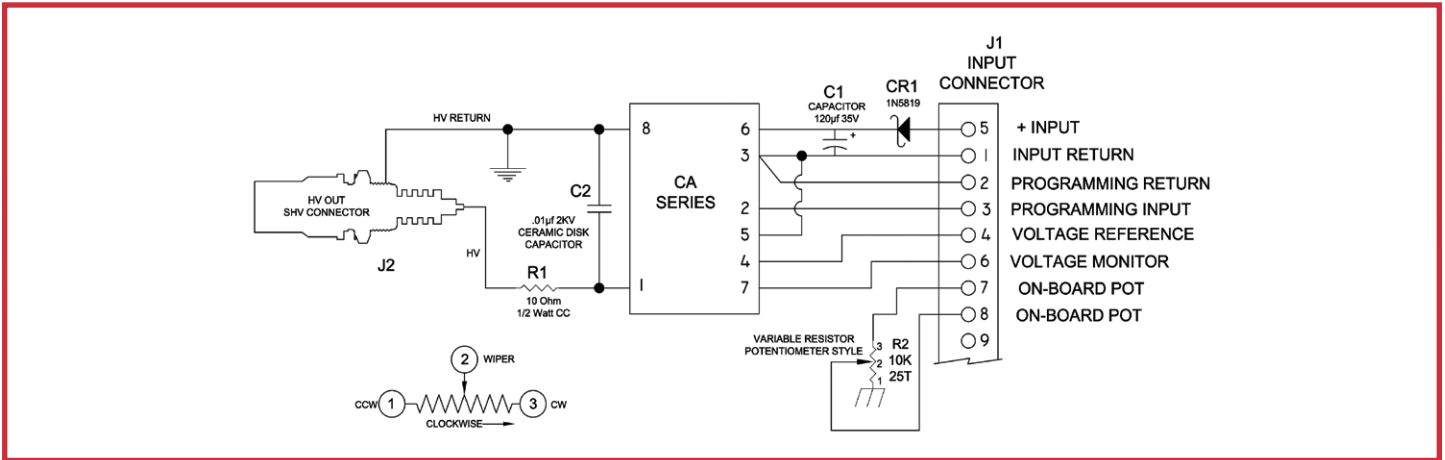 J1
INPUT
CONNECTOR
C1
CAPACITOR
120µf 35V
+
CR1
1N5819
HV RETURN
8
6
3
2
5
4
7
1
CA
SERIES
5 + INPUT
1 INPUT RETURN
2 PROGRAMMING RETURN
3 PROGRAMMING INPUT
4 VOLTAGE REFERENCE
6 VOLTAGE MONITOR
7 ON-BOARD POT
8 ON-BOARD POT
9
HV OUT
SHV CONNECTOR
J2
HV
C2
.01µf 2KV
CERAMIC DISK
CAPACITOR
R1
10 Ohm
1/2 Watt CC
VARIABLE RESISTOR
POTENTIOMETER STYLE
3
2
1
R2
10K
25T
2 WIPER
CCW 1
3 CW
CLOCKWISE